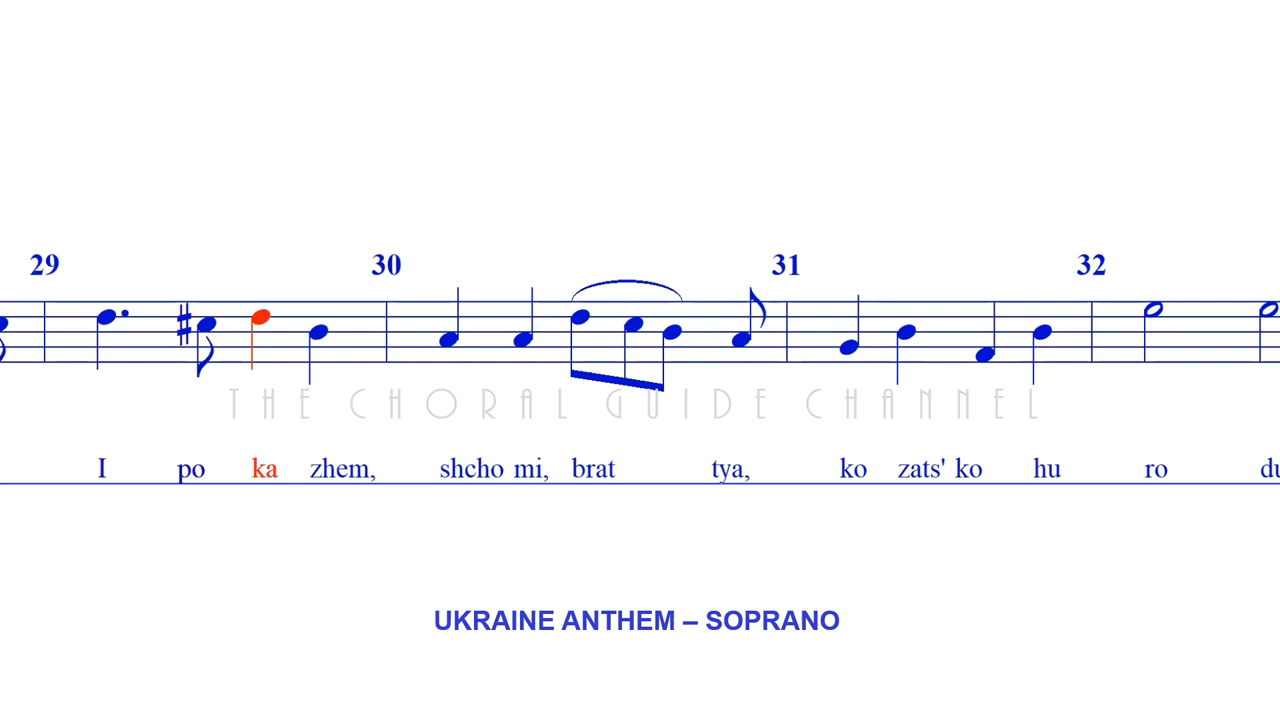 29 30 31 32
THE CHORAL GUIDE CHANNEL
I po ka zhem, shcho mi, brat tya, ko zats' ko hu ro
UKRAINE ANTHEM – SOPRANO